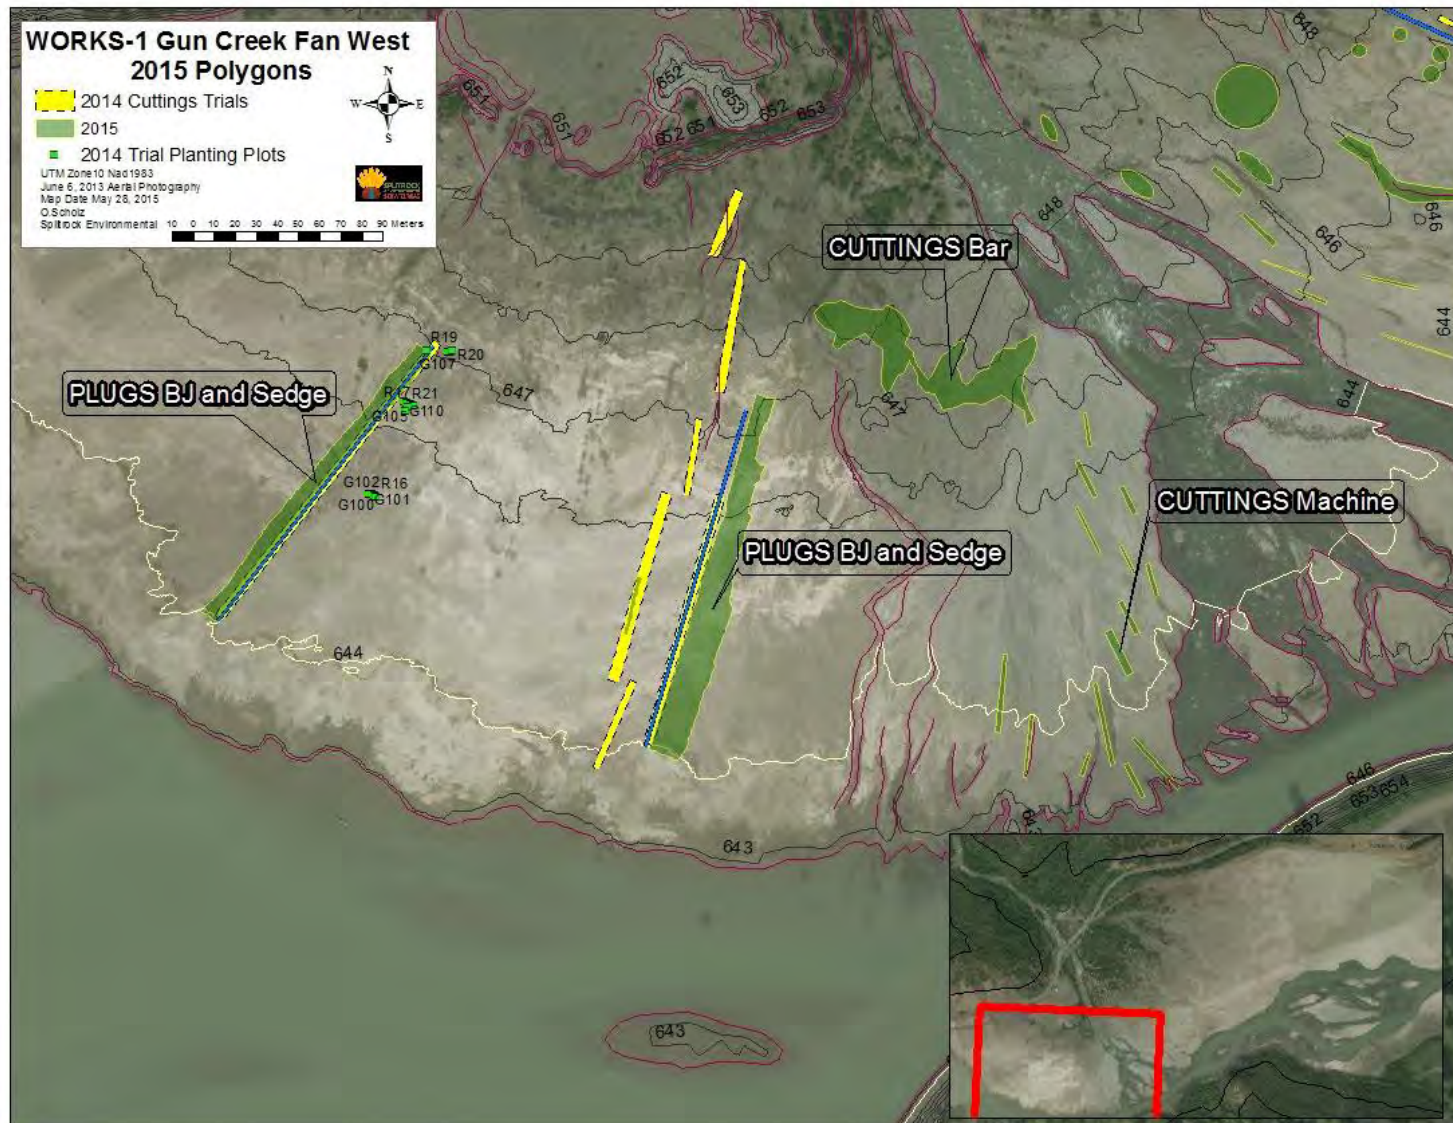 WORKS-1 Gun Creek Fan West
2015 Polygons
2014 Cuttings Trials
2015
2014 Trial Planting Plots
UTM Zone10 Nad1983
June 6, 2013 Aerial Photography
Map Date May 28, 2015
O.Scholz
Splitrock Environmental
10 0 10 20 30 40 50 60 70 80 90 Meters
N
W E
S
SPLITROCK
652
653
652
653
651
652
651
651
648
648
646
646
644
644
CUTTINGS Bar
R19
R20
G107
PLUGS BJ and Sedge
R17 R21
G105 G110
647
647
G102 R16
G100 G101
CUTTINGS Machine
PLUGS BJ and Sedge
644
643
646
653 654
652
643